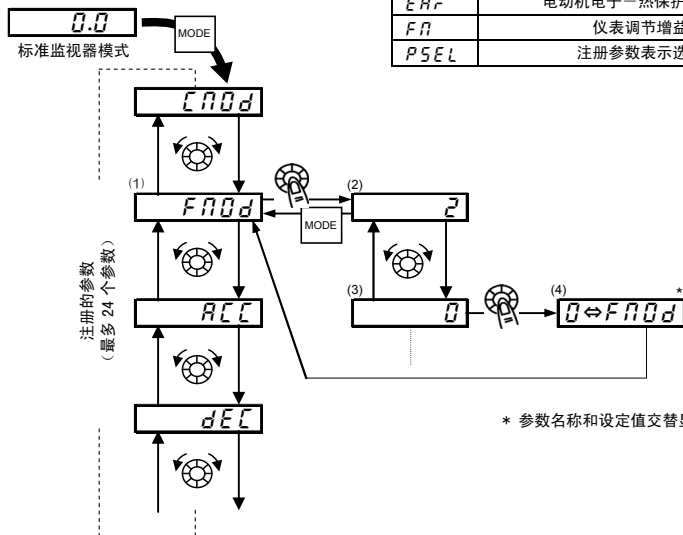 EAr 电动机电子－热保护
FM 仪表调节增益
PSEL 注册参数表示选
0.0
MODE
标准监视器模式
CMOd
(1)
FMOd
MODE
(2)
2
注册的参数
（最多 24 个参数）
ACC
(3)
0
(4)
*
0⇔FMOd
dEC
* 参数名称和设定值交替